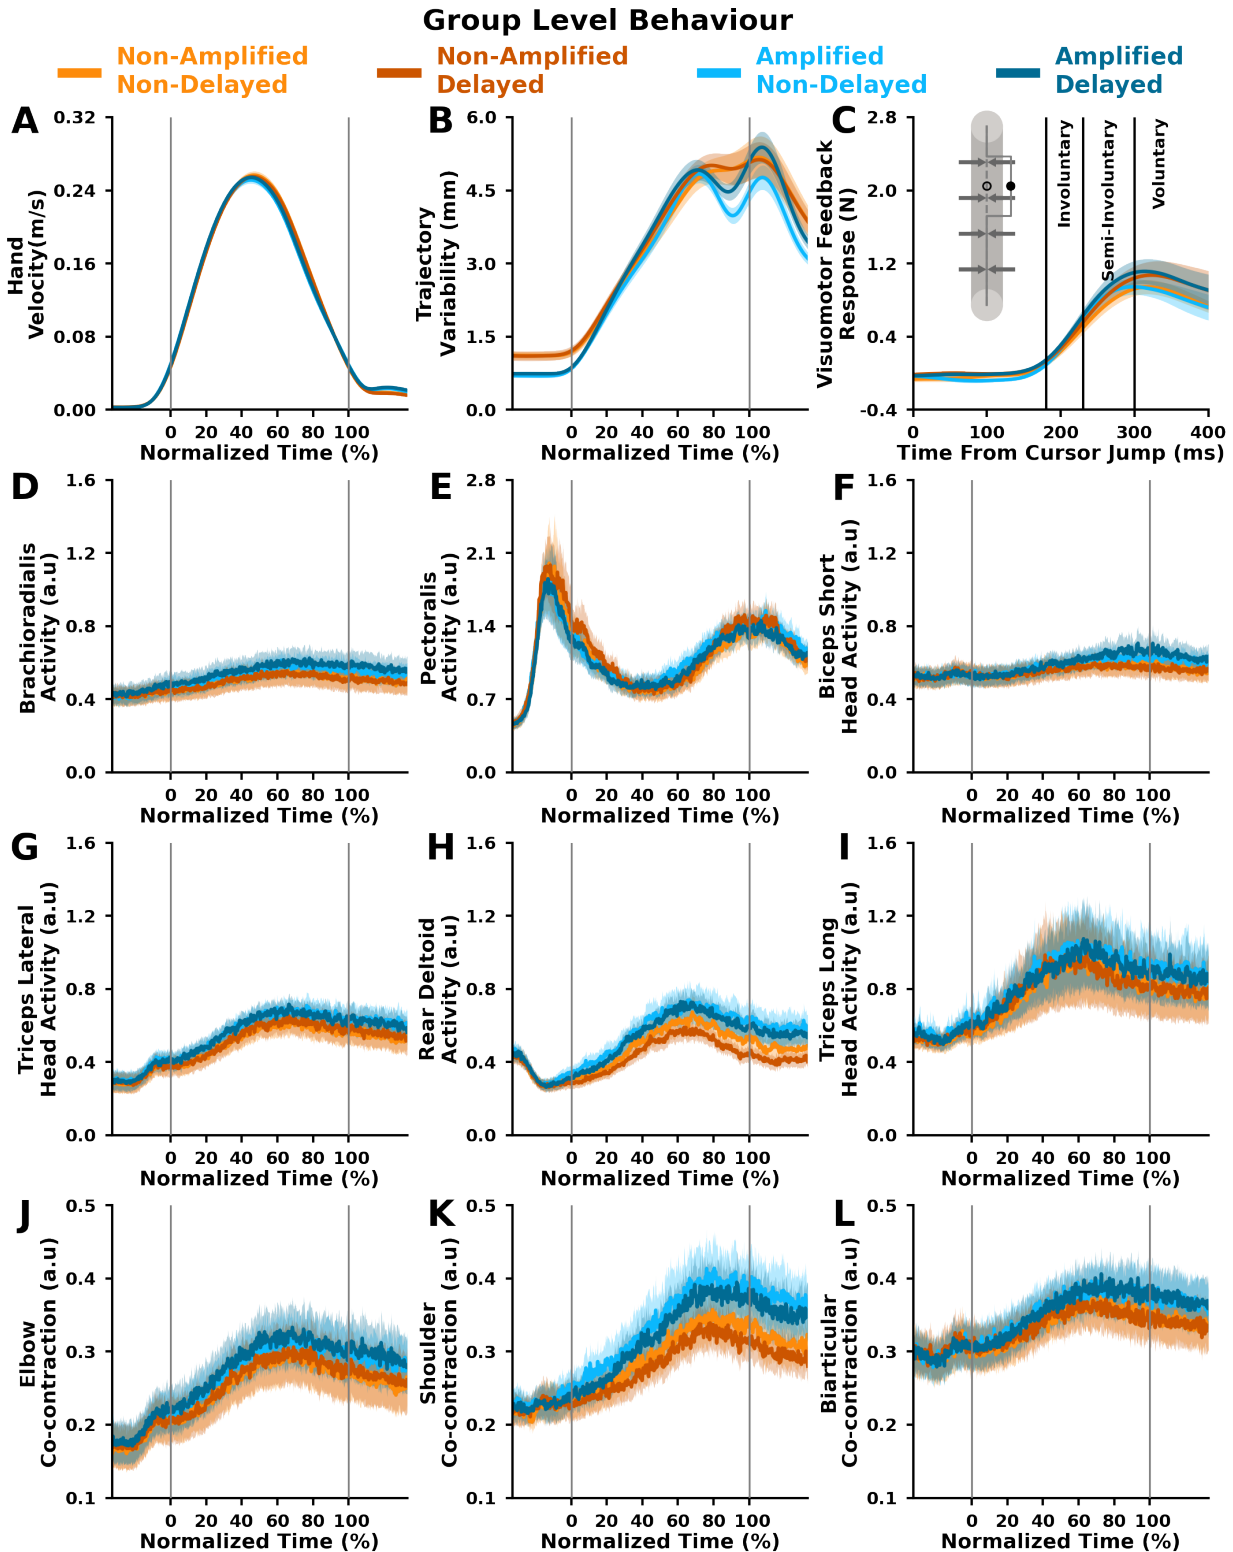 Group Level Behaviour
Non-Amplified
Non-Delayed
Non-Amplified
Delayed
Amplified
Non-Delayed
Amplified
Delayed
A
Hand
Velocity(m/s)
0.32
0.24
0.16
0.08
0.00
0 20 40 60 80 100
Normalized Time (%)
B
Trajectory
Variability (mm)
6.0
4.5
3.0
1.5
0.0
0 20 40 60 80 100
Normalized Time (%)
C
Visuomotor Feedback
Response (N)
2.8
2.0
1.2
0.4
-0.4
Involuntary
Semi-Involuntary
Voluntary
0 100 200 300 400
Time From Cursor Jump (ms)
D
Brachioradialis
Activity (a.u)
1.6
1.2
0.8
0.4
0.0
0 20 40 60 80 100
Normalized Time (%)
E
Pectoralis
Activity (a.u)
2.8
2.1
1.4
0.7
0.0
0 20 40 60 80 100
Normalized Time (%)
F
Biceps Short
Head Activity (a.u)
1.6
1.2
0.8
0.4
0.0
0 20 40 60 80 100
Normalized Time (%)
G
Triceps Lateral
Head Activity (a.u)
1.6
1.2
0.8
0.4
0.0
0 20 40 60 80 100
Normalized Time (%)
H
Rear Deltoid
Activity (a.u)
1.6
1.2
0.8
0.4
0.0
0 20 40 60 80 100
Normalized Time (%)
I
Triceps Long
Head Activity (a.u)
1.6
1.2
0.8
0.4
0.0
0 20 40 60 80 100
Normalized Time (%)
J
Elbow
Co-contraction (a.u)
0.5
0.4
0.3
0.2
0.1
0 20 40 60 80 100
Normalized Time (%)
K
Shoulder
Co-contraction (a.u)
0.5
0.4
0.3
0.2
0.1
0 20 40 60 80 100
Normalized Time (%)
L
Biarticular
Co-contraction (a.u)
0.5
0.4
0.3
0.2
0.1
0 20 40 60 80 100
Normalized Time (%)